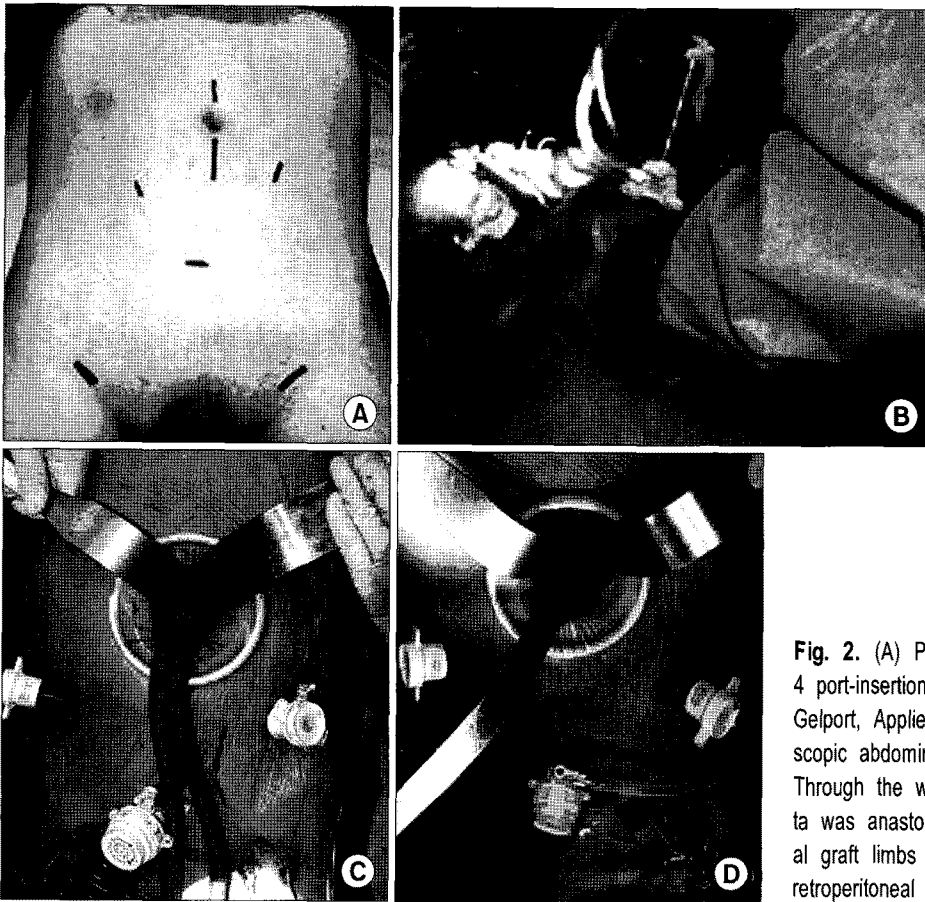 A
B
C
D
Fig. 2. (A) P
4 port-insertion
Gelport, Applie
scopic abdomin
Through the w
ta was anasto
al graft limbs
retroperitoneal